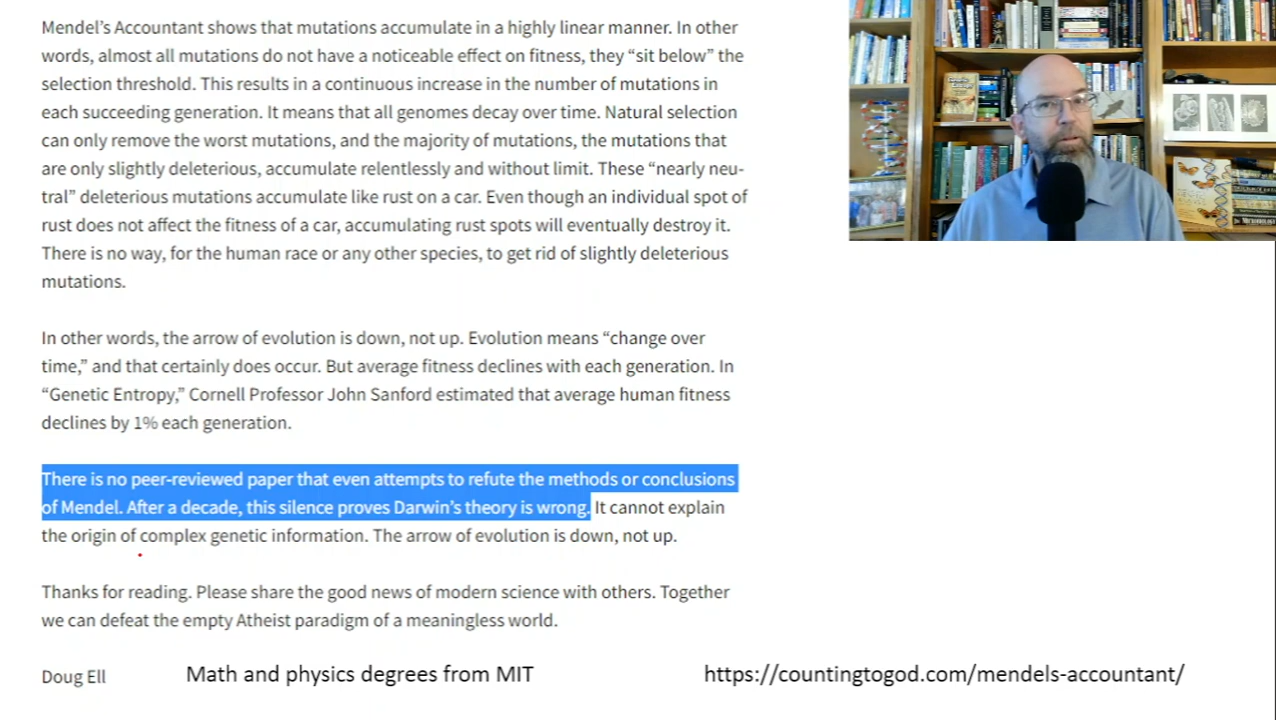 Mendel’s Accountant shows that mutations accumulate in a highly linear manner. In other
words, almost all mutations do not have a noticeable effect on fitness, they “sit below” the
selection threshold. This results in a continuous increase in the number of mutations in
each succeeding generation. It means that all genomes decay over time. Natural selection
can only remove the worst mutations, and the majority of mutations, the mutations that
are only slightly deleterious, accumulate relentlessly and without limit. These “nearly neu-
tral” deleterious mutations accumulate like rust on a car. Even though an individual spot of
rust does not affect the fitness of a car, accumulating rust spots will eventually destroy it.
There is no way, for the human race or any other species, to get rid of slightly deleterious
mutations.
In other words, the arrow of evolution is down, not up. Evolution means “change over
time,” and that certainly does occur. But average fitness declines with each generation. In
“Genetic Entropy,” Cornell Professor John Sanford estimated that average human fitness
declines by 1% each generation.
There is no peer-reviewed paper that even attempts to refute the methods or conclusions
of Mendel. After a decade, this silence proves Darwin’s theory is wrong. It cannot explain
the origin of complex genetic information. The arrow of evolution is down, not up.
Thanks for reading. Please share the good news of modern science with others. Together
we can defeat the empty Atheist paradigm of a meaningless world.
Doug Ell Math and physics degrees from MIT https://countingtogod.com/mendels-accountant/